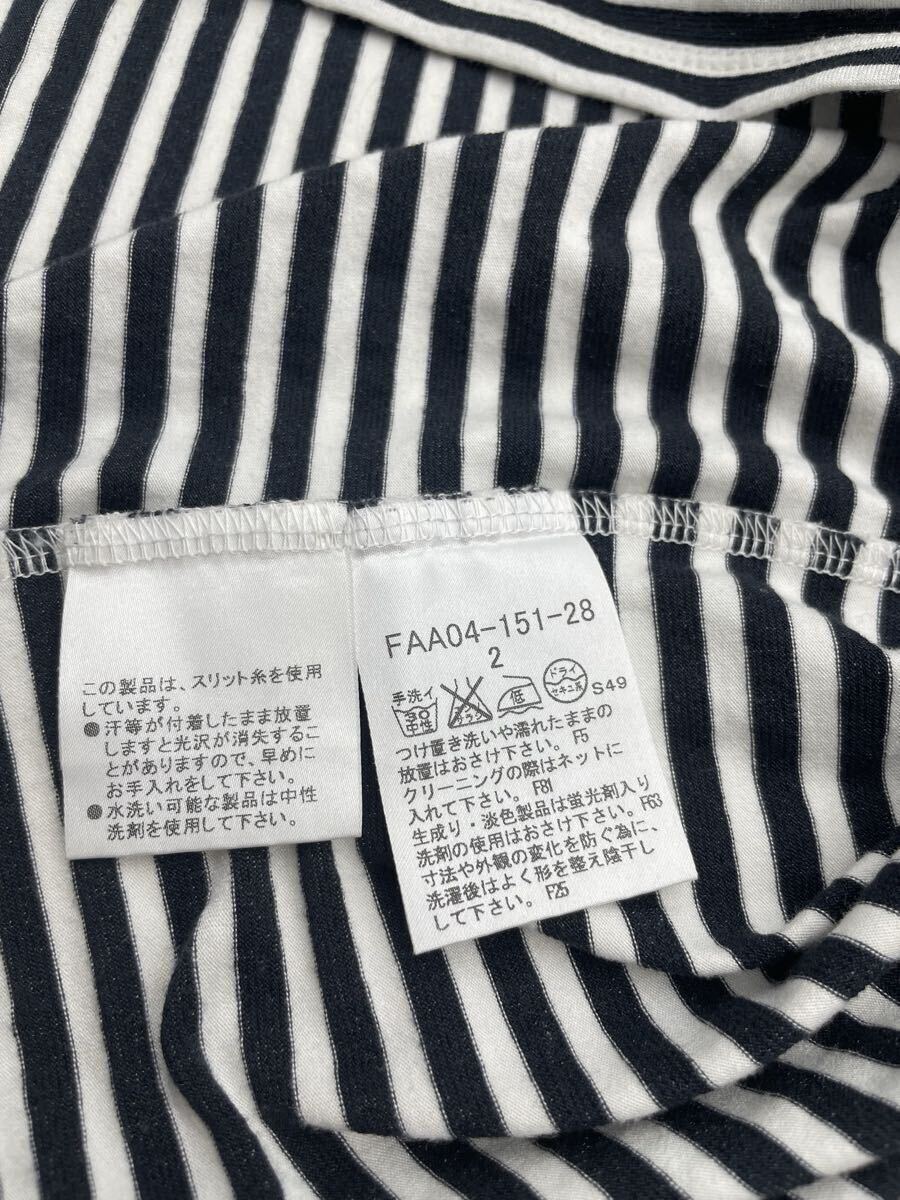 この製品は、スリット糸を使用
しています。
●汗等が付着したまま放置
しますと光沢が消失するこ
とがありますので、早めに
お手入れをして下さい。
●水洗い可能な製品は中性
洗剤を使用して下さい。
FAA04-151-28
2
手洗イ
30
中性
低
ドライ
セキユ系
S49
つけ置き洗いや濡れたままの
放置はおさけ下さい。F5
クリーニングの際はネットに
入れて下さい。F81
生成り・淡色製品は蛍光剤入り
洗剤の使用はおさけ下さい。F63
寸法や外観の変化を防ぐ為に、
洗濯後はよく形を整え陰干し
して下さい。F25